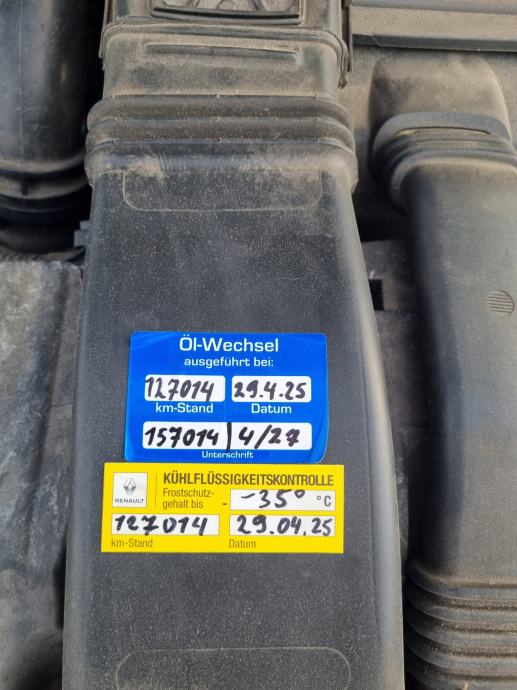 Öl-Wechsel
ausgeführt bei:
127014 29.4.25
km-Stand Datum
157014 4/27
Unterschrift
KÜHLFLÜSSIGKEITSKONTROLLE
Frostschutz-
gehalt bis - -35° °C
RENAULT
127014 29.04.25
km-Stand Datum